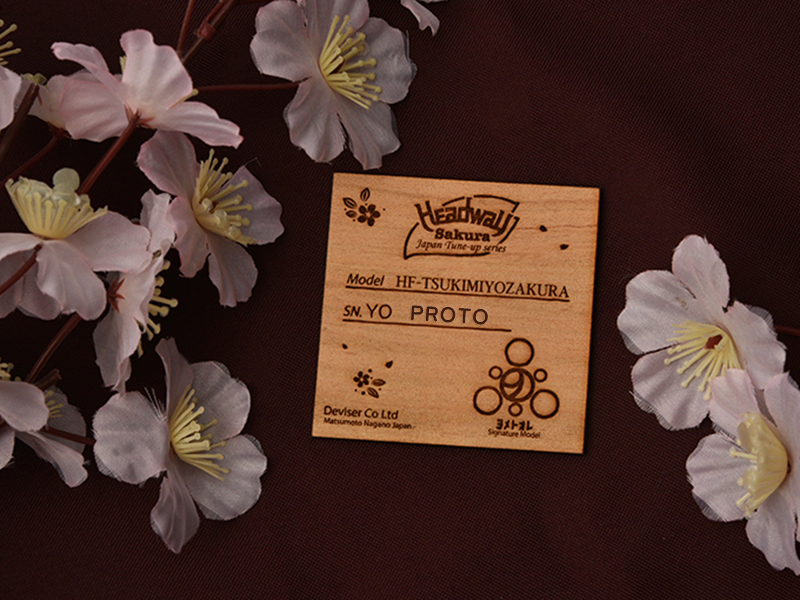 Headway
Sakura
Japan Tune-up series
Model HF-TSUKIMIYOZAKURA
SN. YO PROTO
Deviser Co Ltd
Matsumoto Nagano Japan
ヨメトオレ
Signature Model